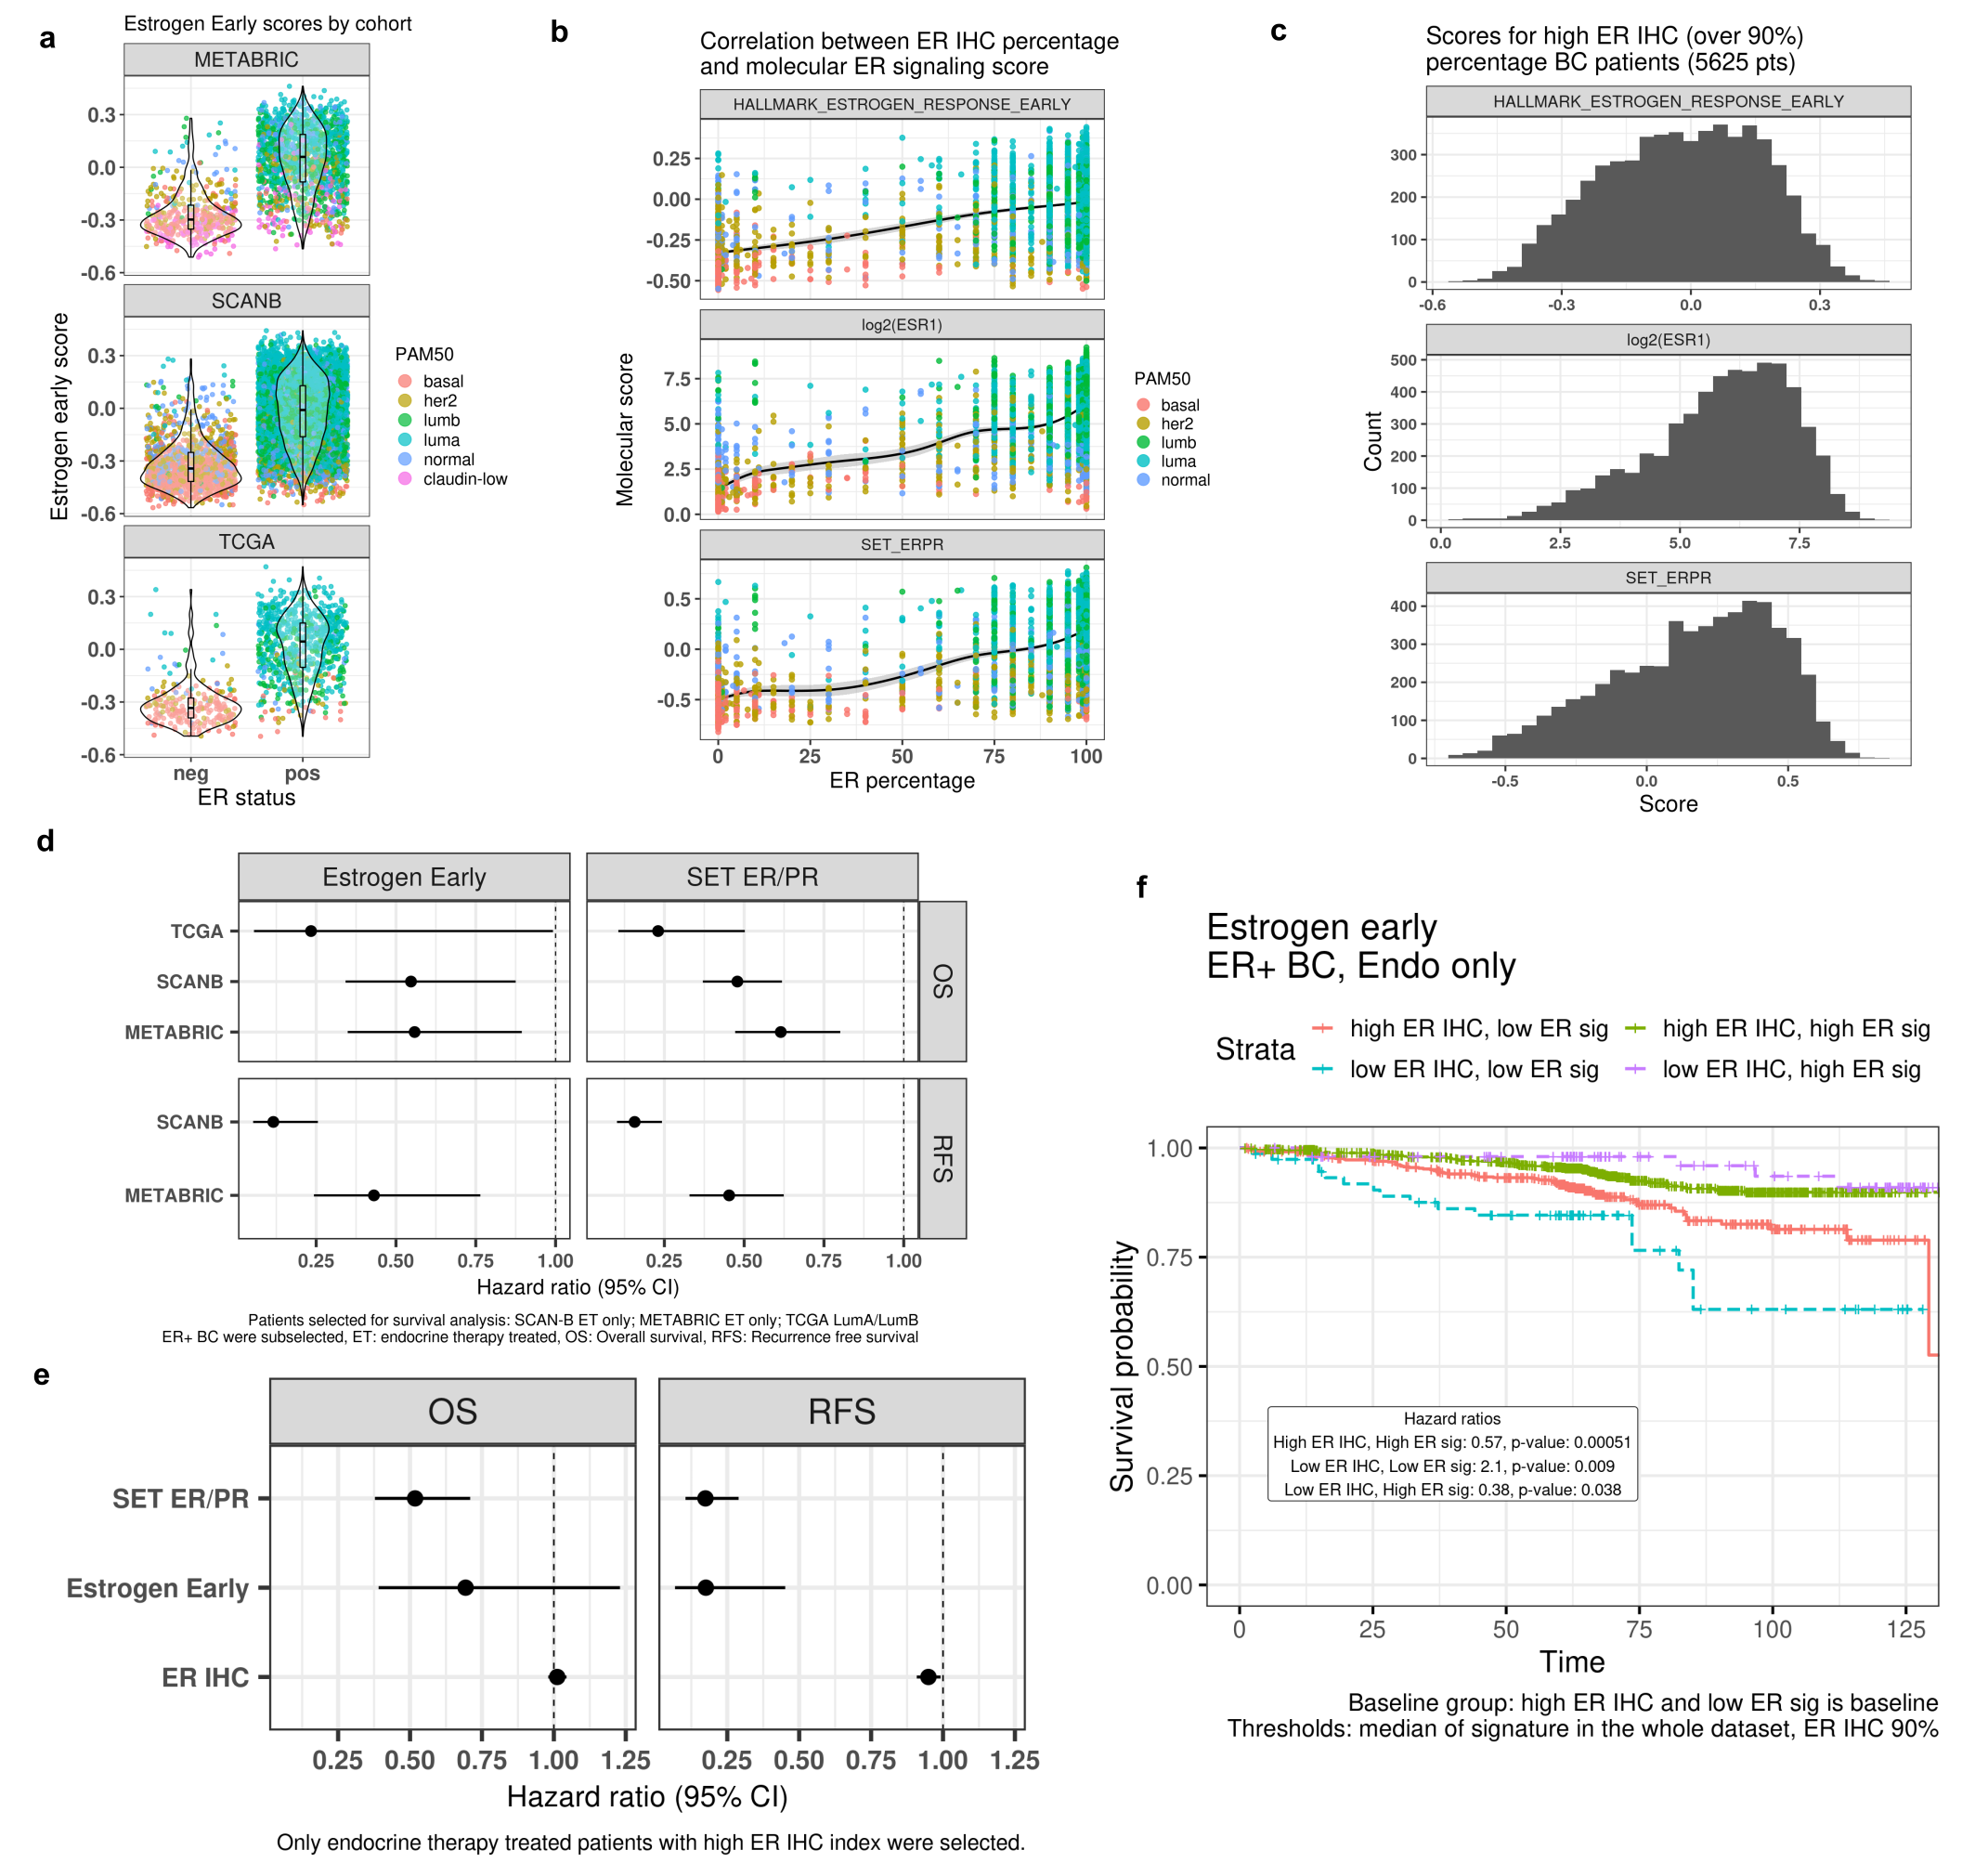 a
Estrogen Early scores by cohort
METABRIC
0.3
0.0
-0.3
-0.6
SCANB
0.3
0.0
-0.3
-0.6
TCGA
0.3
0.0
-0.3
-0.6
neg pos
ER status
Estrogen early score
PAM50
basal
her2
lumb
luma
normal
claudin-low
b
Correlation between ER IHC percentage
and molecular ER signaling score
HALLMARK_ESTROGEN_RESPONSE_EARLY
0.25
0.00
-0.25
-0.50
log2(ESR1)
7.5
5.0
2.5
0.0
SET_ERPR
0.5
0.0
-0.5
0 25 50 75 100
ER percentage
Molecular score
PAM50
basal
her2
lumb
luma
normal
c
Scores for high ER IHC (over 90%)
percentage BC patients (5625 pts)
HALLMARK_ESTROGEN_RESPONSE_EARLY
300
200
100
0
-0.6 -0.3 0.0 0.3
log2(ESR1)
500
400
300
200
100
0
0.0 2.5 5.0 7.5
SET_ERPR
400
300
200
100
0
-0.5 0.0 0.5
Score
Count
d
Estrogen Early SET ER/PR
TCGA
SCANB
METABRIC
OS
SCANB
METABRIC
RFS
0.25 0.50 0.75 1.00 0.25 0.50 0.75 1.00
Hazard ratio (95% CI)
Patients selected for survival analysis: SCAN-B ET only; METABRIC ET only; TCGA LumA/LumB
ER+ BC were subselected, ET: endocrine therapy treated, OS: Overall survival, RFS: Recurrence free survival
e
OS RFS
SET ER/PR
Estrogen Early
ER IHC
0.25 0.50 0.75 1.00 1.25 0.25 0.50 0.75 1.00 1.25
Hazard ratio (95% CI)
Only endocrine therapy treated patients with high ER IHC index were selected.
f
Estrogen early
ER+ BC, Endo only
Strata
high ER IHC, low ER sig high ER IHC, high ER sig
low ER IHC, low ER sig low ER IHC, high ER sig
1.00
0.75
0.50
0.25
0.00
Survival probability
Hazard ratios
High ER IHC, High ER sig: 0.57, p-value: 0.00051
Low ER IHC, Low ER sig: 2.1, p-value: 0.009
Low ER IHC, High ER sig: 0.38, p-value: 0.038
0 25 50 75 100 125
Time
Baseline group: high ER IHC and low ER sig is baseline
Thresholds: median of signature in the whole dataset, ER IHC 90%